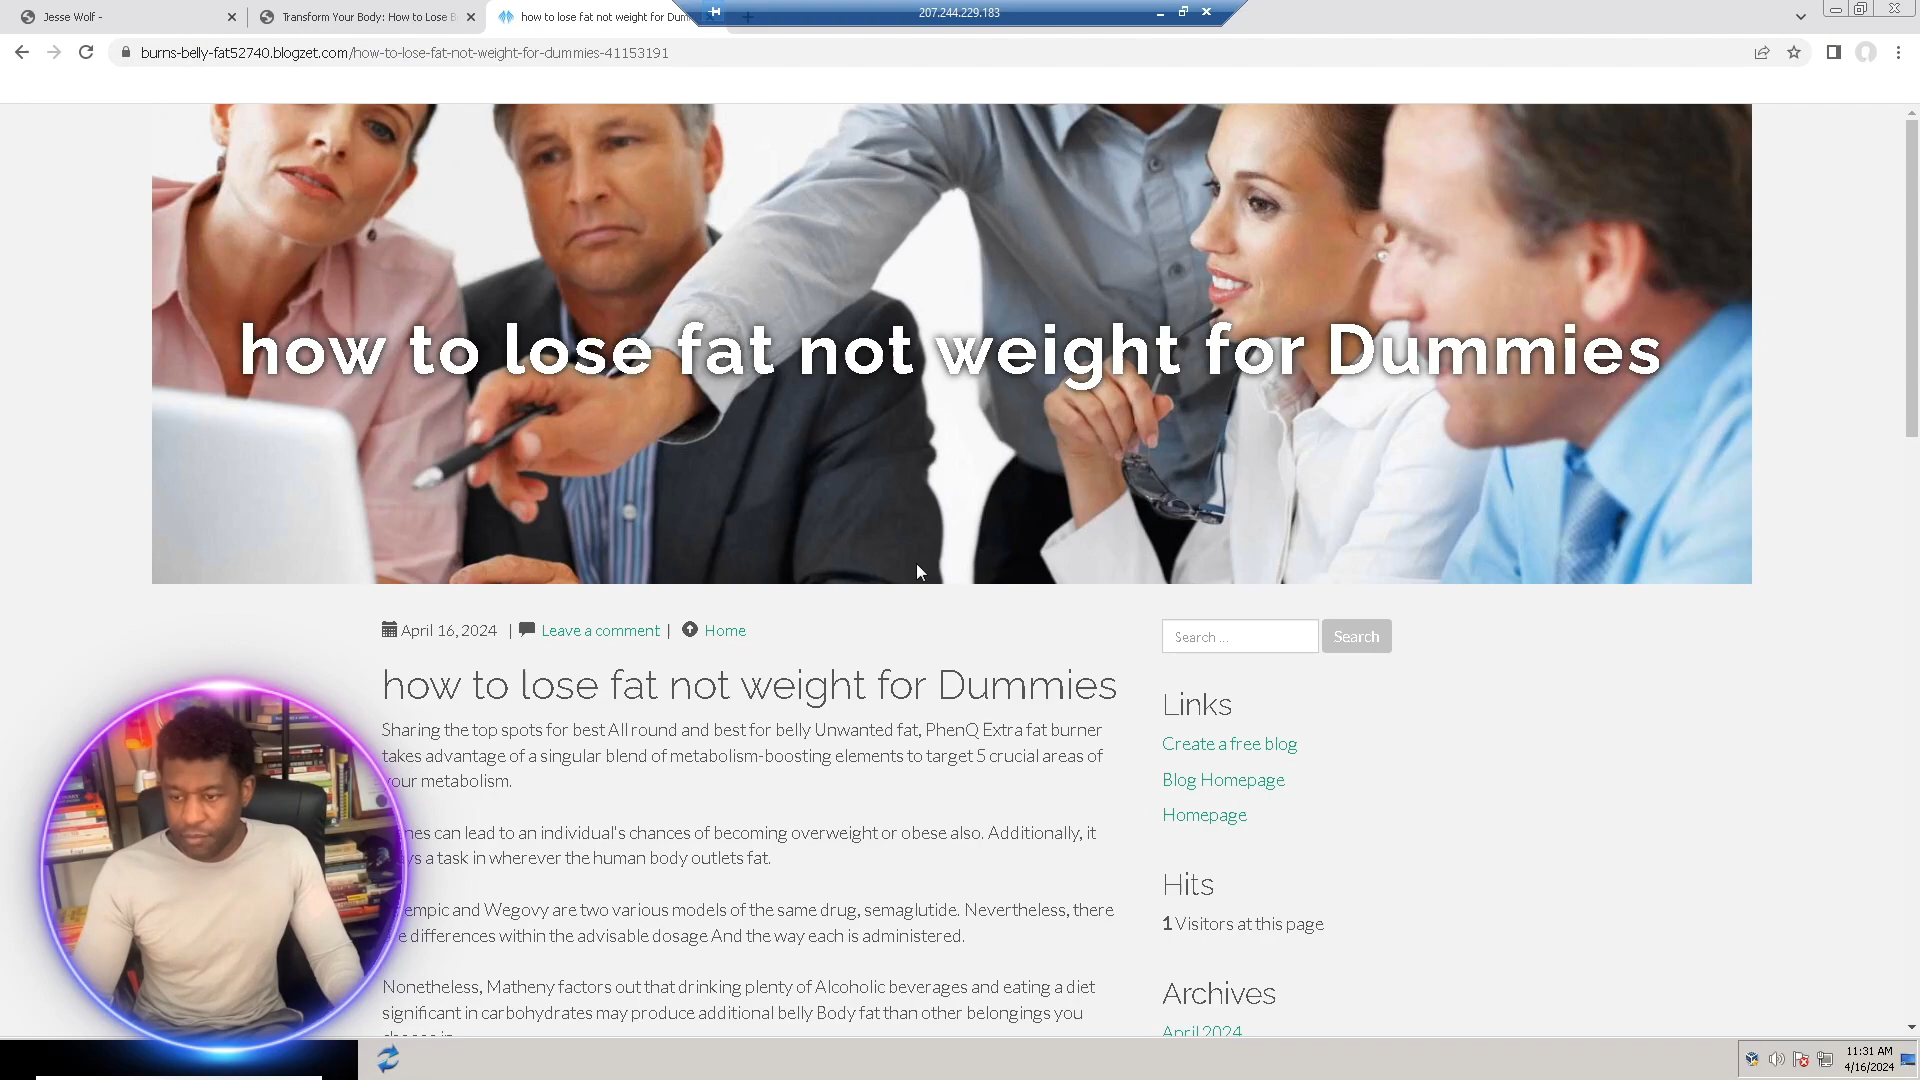 Jesse Wolf -
Transform Your Body: How to Lose B
how to lose fat not weight for Dum
207.244.229.183
burns-belly-fat52740.blogzet.com/how-to-lose-fat-not-weight-for-dummies-41153191
how to lose fat not weight for Dummies
April 16, 2024 | Leave a comment | Home
Search ...
Search
how to lose fat not weight for Dummies
Sharing the top spots for best All round and best for belly Unwanted fat, PhenQ Extra fat burner
takes advantage of a singular blend of metabolism-boosting elements to target 5 crucial areas of
your metabolism.
can lead to an individual's chances of becoming overweight or obese also. Additionally, it
a task in wherever the human body outlets fat.
and Wegovy are two various models of the same drug, semaglutide. Nevertheless, there
differences within the advisable dosage And the way each is administered.
Nonetheless, Matheny factors out that drinking plenty of Alcoholic beverages and eating a diet
significant in carbohydrates may produce additional belly Body fat than other belongings you
Links
Create a free blog
Blog Homepage
Homepage
Hits
1 Visitors at this page
Archives
April 2024
11:31 AM
4/16/2024